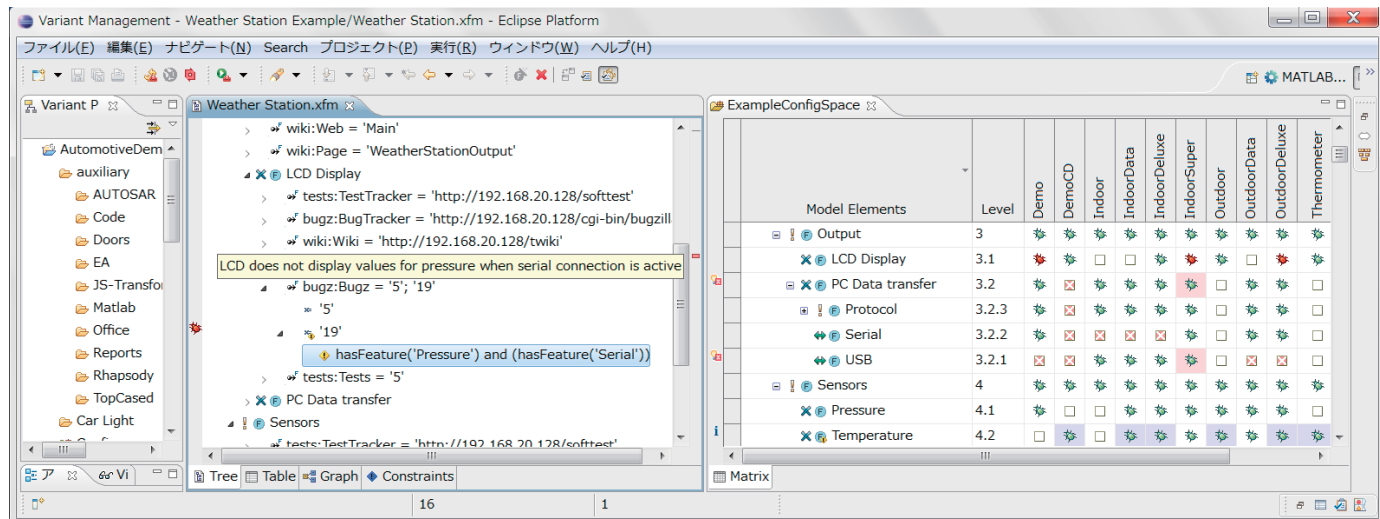 Variant Management - Weather Station Example/Weather Station.xfm - Eclipse Platform
ファイル(F) 編集(E) ナビゲート(N) Search プロジェクト(P) 実行(R) ウィンドウ(W) ヘルプ(H)
MATLAB...
Variant P
AutomotiveDem
auxiliary
AUTOSAR
Code
Doors
EA
JS-Transfo
Matlab
Office
Reports
Rhapsody
TopCased
Car Light
ア
Vi
Weather Station.xfm
wiki:Web = 'Main'
wiki:Page = 'WeatherStationOutput'
LCD Display
tests:TestTracker = 'http://192.168.20.128/softtest'
bugz:BugTracker = 'http://192.168.20.128/cgi-bin/bugzill
wiki:Wiki = 'http://192.168.20.128/twiki'
LCD does not display values for pressure when serial connection is active
bugz:Bugz = '5'; '19'
'5'
'19'
hasFeature('Pressure') and (hasFeature('Serial'))
tests:Tests = '5'
PC Data transfer
Sensors
tests:TestTracker = 'http://192.168.20.128/softtest'
Tree Table Graph Constraints
ExampleConfigSpace
Model Elements Level Demo DemoCD Indoor IndoorData IndoorDeluxe IndoorSuper Outdoor OutdoorData OutdoorDeluxe Thermometer
Output 3
LCD Display 3.1
PC Data transfer 3.2
Protocol 3.2.3
Serial 3.2.2
USB 3.2.1
Sensors 4
Pressure 4.1
Temperature 4.2
Matrix
16 1